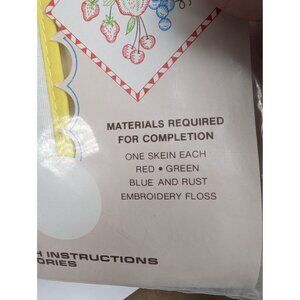 MATERIALS REQUIRED
FOR COMPLETION
ONE SKEIN EACH
RED • GREEN
BLUE AND RUST
EMBROIDERY FLOSS
INSTRUCTIONS